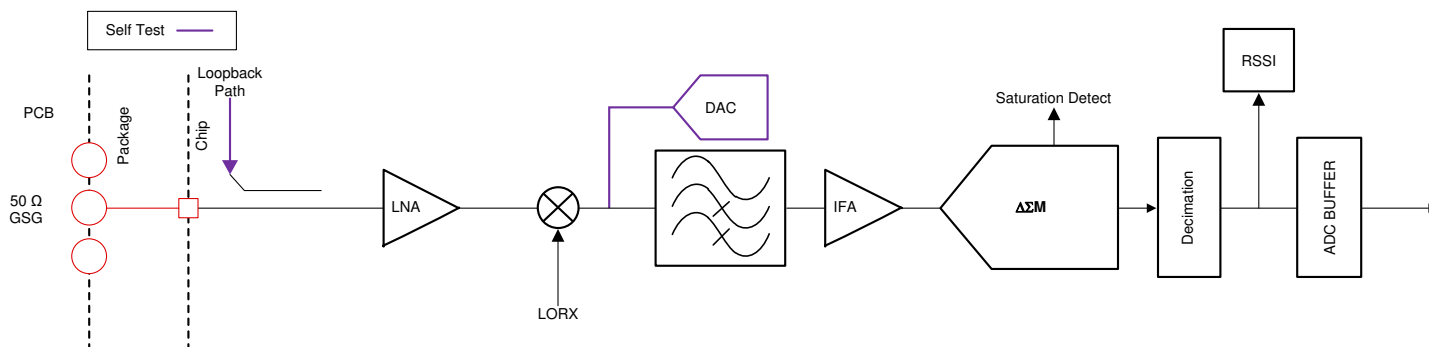 Self Test
Loopback
Path
PCB
Package
Chip
50 Ω
GSG
LNA
LORX
DAC
IFA
Saturation Detect
ΔΣM
Decimation
RSSI
ADC BUFFER